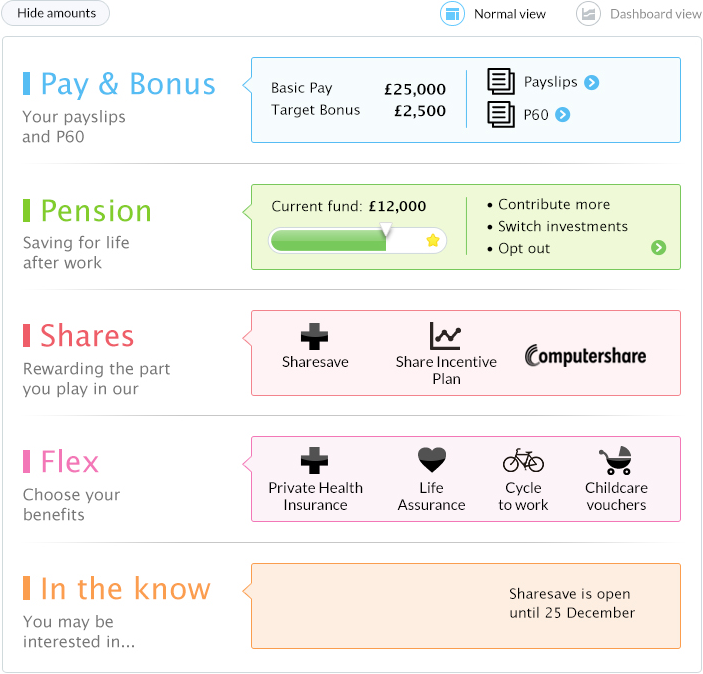 Hide amounts
Normal view
Dashboard view
Pay & Bonus
Your payslips
and P60
Basic Pay £25,000
Target Bonus £2,500
Payslips
P60
Pension
Saving for life
after work
Current fund: £12,000
• Contribute more
• Switch investments
• Opt out
Shares
Rewarding the part
you play in our
Sharesave
Share Incentive
Plan
Computershare
Flex
Choose your
benefits
Private Health
Insurance
Life
Assurance
Cycle
to work
Childcare
vouchers
In the know
You may be
interested in...
Sharesave is open
until 25 December